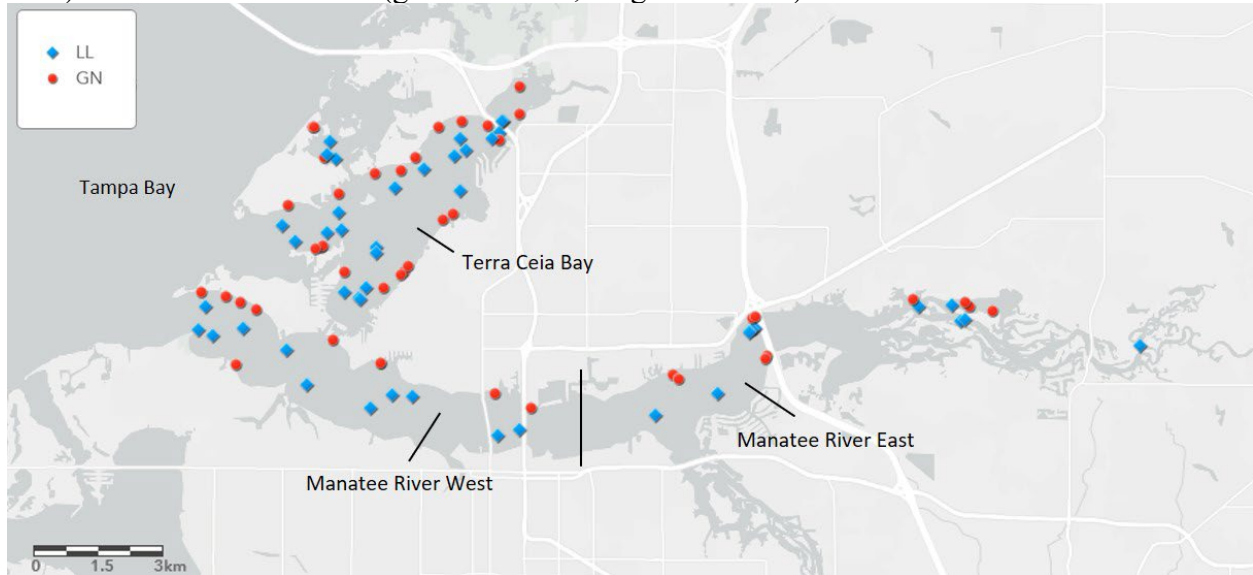 LL
GN
Tampa Bay
Terra Ceia Bay
Manatee River East
Manatee River West
0 1.5 3km